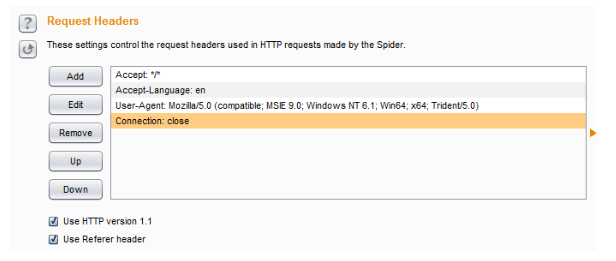 ?
Request Headers
These settings control the request headers used in HTTP requests made by the Spider.
Add
Accept: */*
Accept-Language: en
Edit
User-Agent: Mozilla/5.0 (compatible; MSIE 9.0; Windows NT 6.1; Win64; x64; Trident/5.0)
Connection: close
Remove
Up
Down
Use HTTP version 1.1
Use Referer header